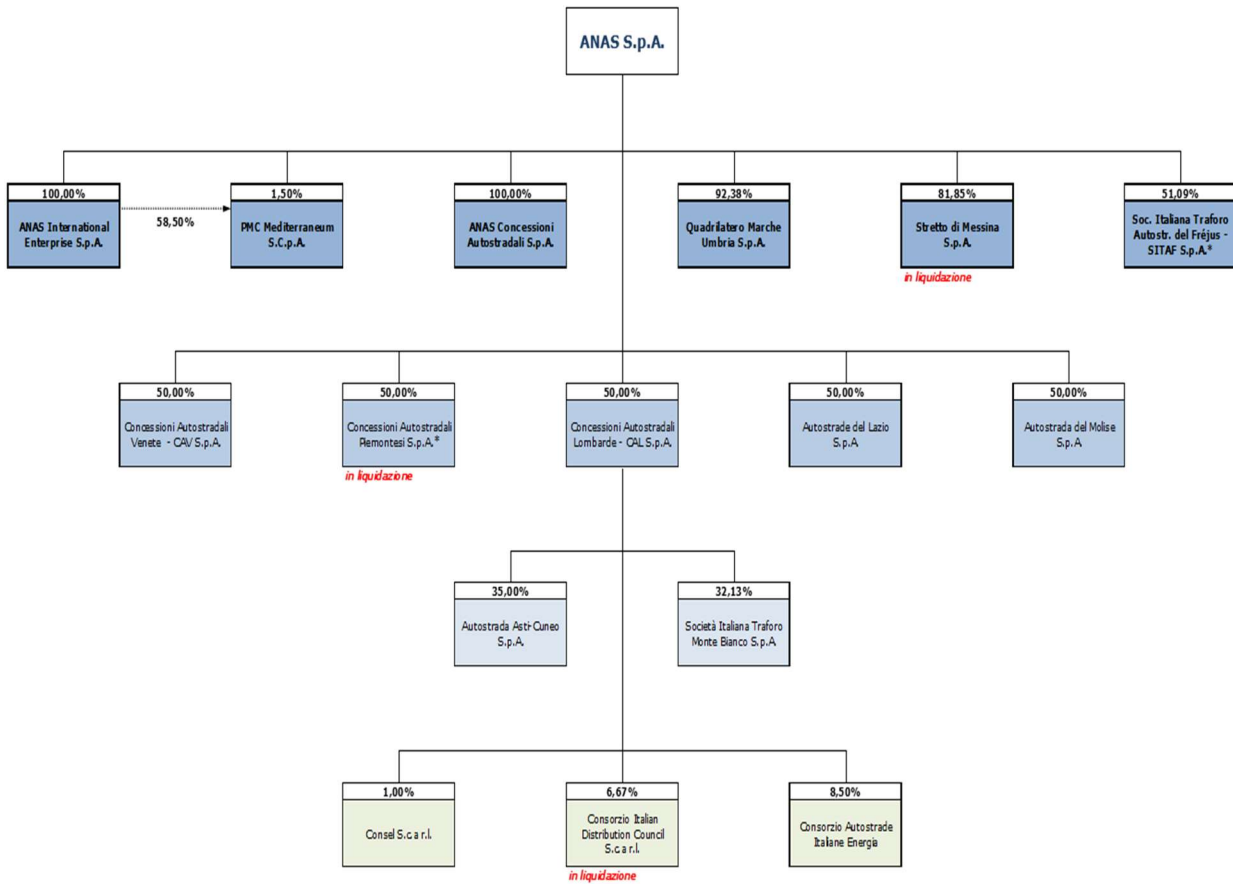 ANAS S.p.A.
100,00%
ANAS International
Enterprise S.p.A.
58,50%
1,50%
PMC Mediterraneum
S.C.p.A.
100,00%
ANAS Concessioni
Autostradali S.p.A.
92,38%
Quadrilatero Marche
Umbria S.p.A.
81,85%
Stretto di Messina
S.p.A.
in liquidazione
51,09%
Soc. Italiana Traforo
Autostr. del Fréjus -
SITAF S.p.A.*
50,00%
Concessioni Autostradali
Venete - CAV S.p.A.
50,00%
Concessioni Autostradali
Piemontesi S.p.A.*
in liquidazione
50,00%
Concessioni Autostradali
Lombarde - CAL S.p.A.
50,00%
Autostrade del Lazio
S.p.A
50,00%
Autostrada del Molise
S.p.A
35,00%
Autostrada Asti-Cuneo
S.p.A.
32,13%
Società Italiana Traforo
Monte Bianco S.p.A
1,00%
Consel S.c.a r.l.
6,67%
Consorzio Italian
Distribution Council
S.c.a r.l.
in liquidazione
8,50%
Consorzio Autostrade
Italiane Energia